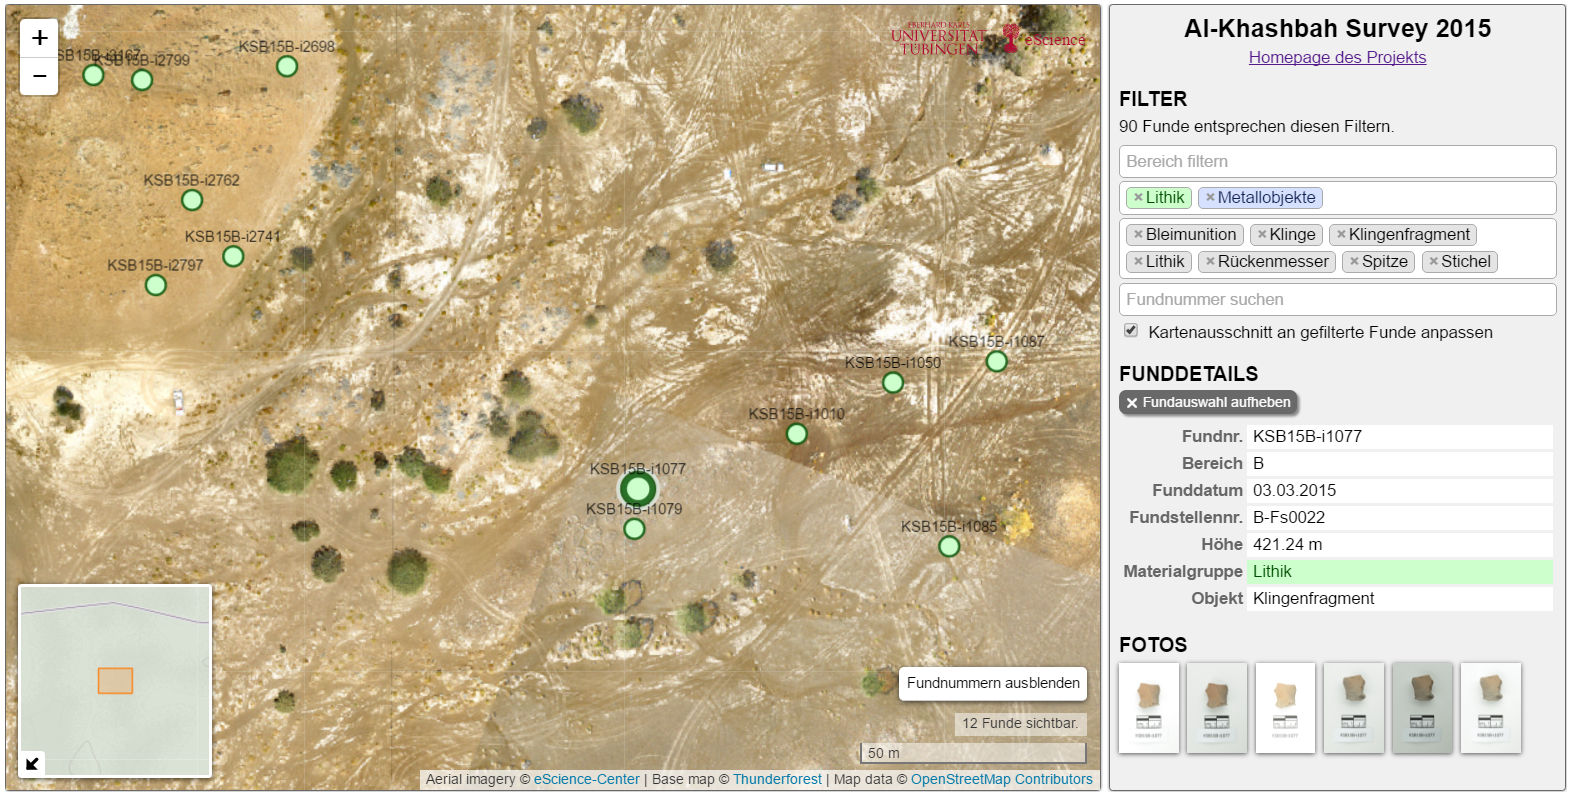 +
−
KSB15B-i2698
KSB15B-i2799
KSB15B-i2762
KSB15B-i2741
KSB15B-i2797
EBERHARD KARLS
UNIVERSITÄT
TÜBINGEN
eScience
KSB15B-i1087
KSB15B-i1050
KSB15B-i1010
KSB15B-i1077
KSB15B-i1079
KSB15B-i1085
Fundnummern ausblenden
12 Funde sichtbar.
50 m
Aerial imagery © eScience-Center | Base map © Thunderforest | Map data © OpenStreetMap Contributors
Al-Khashbah Survey 2015
Homepage des Projekts
FILTER
90 Funde entsprechen diesen Filtern.
Bereich filtern
× Lithik × Metallobjekte
× Bleimunition × Klinge × Klingenfragment
× Lithik × Rückenmesser × Spitze × Stichel
Fundnummer suchen
Kartenausschnitt an gefilterte Funde anpassen
FUNDDETAILS
× Fundauswahl aufheben
Fundnr. KSB15B-i1077
Bereich B
Funddatum 03.03.2015
Fundstellennr. B-Fs0022
Höhe 421.24 m
Materialgruppe Lithik
Objekt Klingenfragment
FOTOS